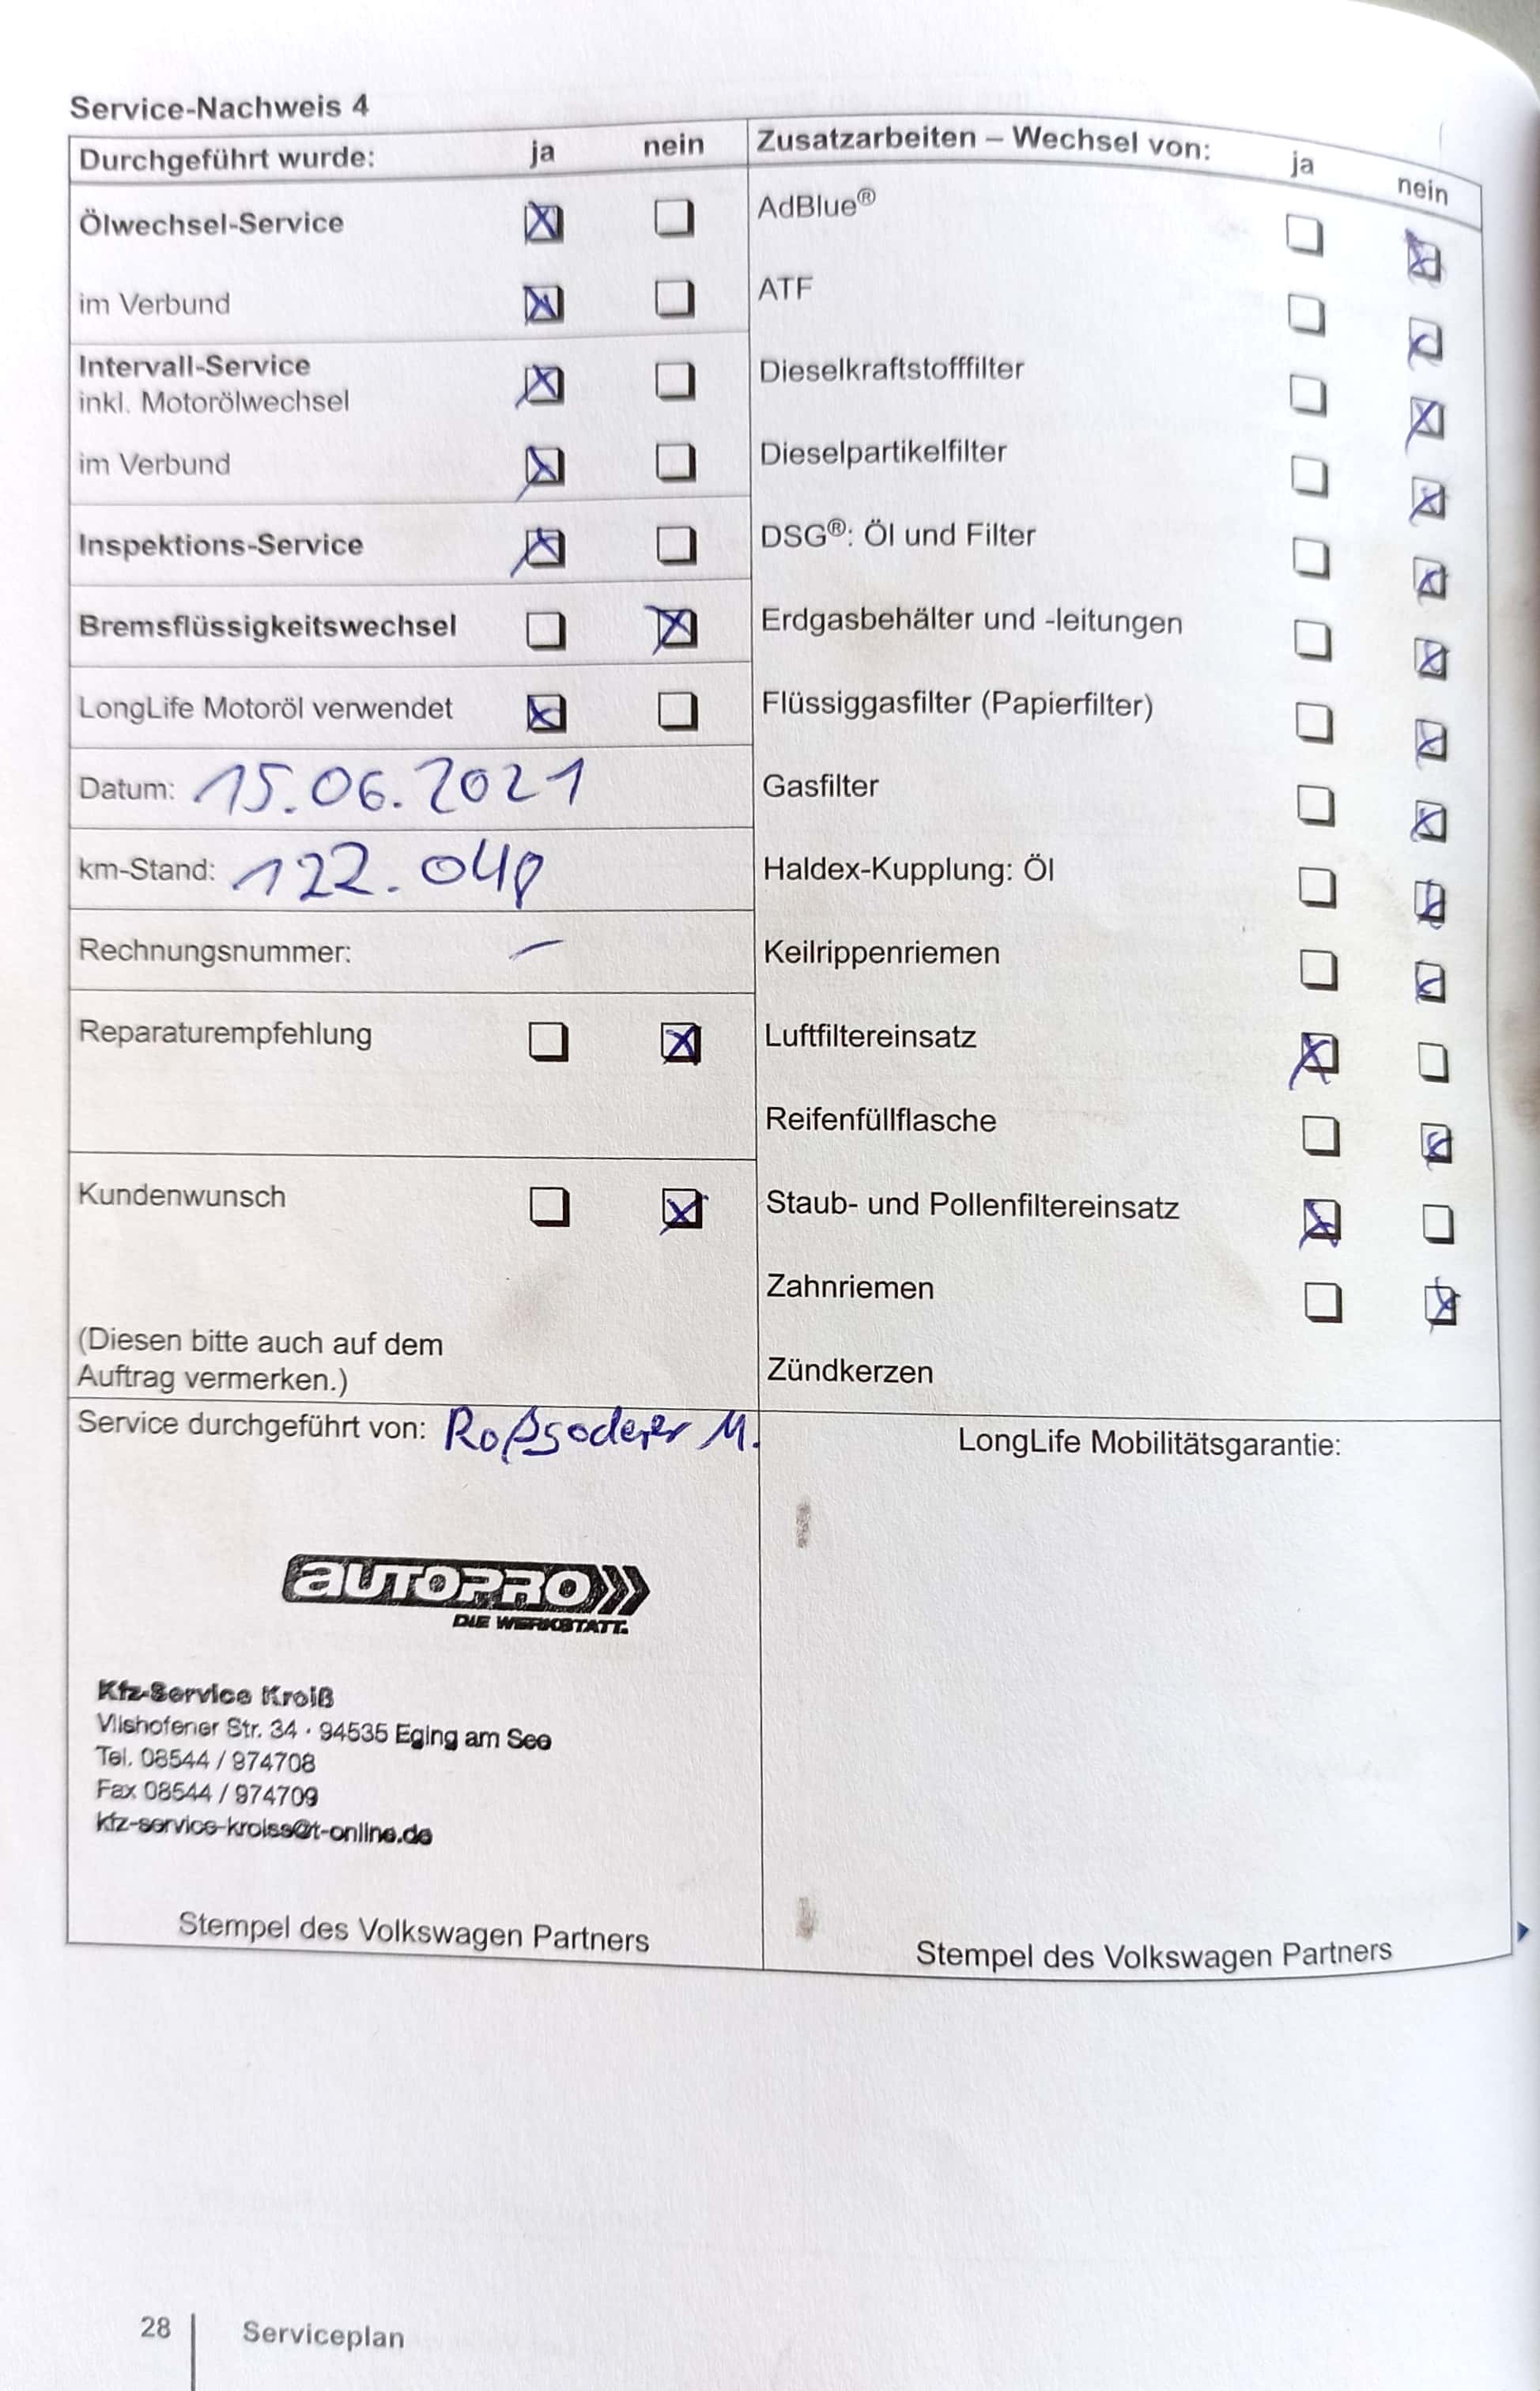 Service-Nachweis 4
Durchgeführt wurde: ja nein
Ölwechsel-Service
im Verbund
Intervall-Service
inkl. Motorölwechsel
im Verbund
Inspektions-Service
Bremsflüssigkeitswechsel
LongLife Motoröl verwendet
Datum: 15.06.2021
km-Stand:
Rechnungsnummer: –
Reparaturempfehlung
Kundenwunsch
(Diesen bitte auch auf dem
Auftrag vermerken.)
Zusatzarbeiten – Wechsel von: ja nein
AdBlue®
ATF
Dieselkraftstofffilter
Dieselpartikelfilter
DSG®: Öl und Filter
Erdgasbehälter und -leitungen
Flüssiggasfilter (Papierfilter)
Gasfilter
Haldex-Kupplung: Öl
Keilrippenriemen
Luftfiltereinsatz
Reifenfüllflasche
Staub- und Pollenfiltereinsatz
Zahnriemen
Zündkerzen
Service durchgeführt von: M.
AUTOPRO
DIE WERKSTATT.
Kfz-Service Kroiß
Vilshofener Str. 34 · 94535 Eging am See
Tel. 08544 / 974708
Fax 08544 / 974709
kfz-service-kroiss@t-online.de
Stempel des Volkswagen Partners
LongLife Mobilitätsgarantie:
Stempel des Volkswagen Partners
28 Serviceplan